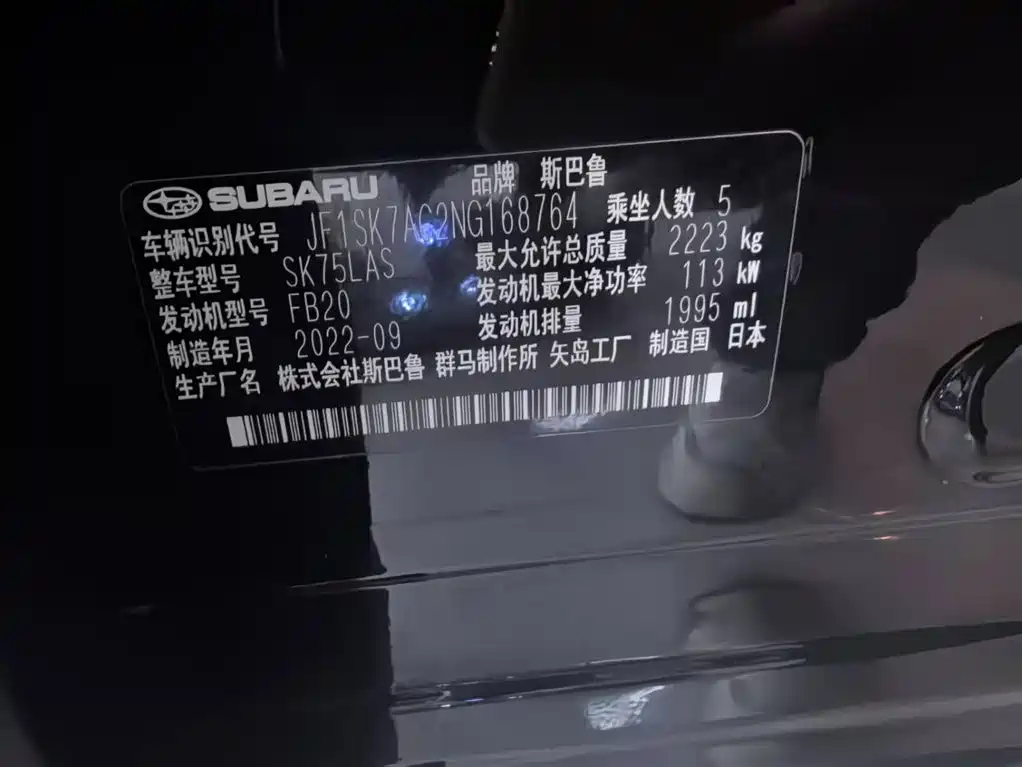 SUBARU 品牌 斯巴鲁
车辆识别代号 JF1SK7AC2NG168764 乘坐人数 5
整车型号 SK75LAS 最大允许总质量 2223 kg
发动机型号 FB20 发动机最大净功率 113 kW
制造年月 2022-09 发动机排量 1995 ml
生产厂名 株式会社斯巴鲁 群马制作所 矢岛工厂 制造国 日本